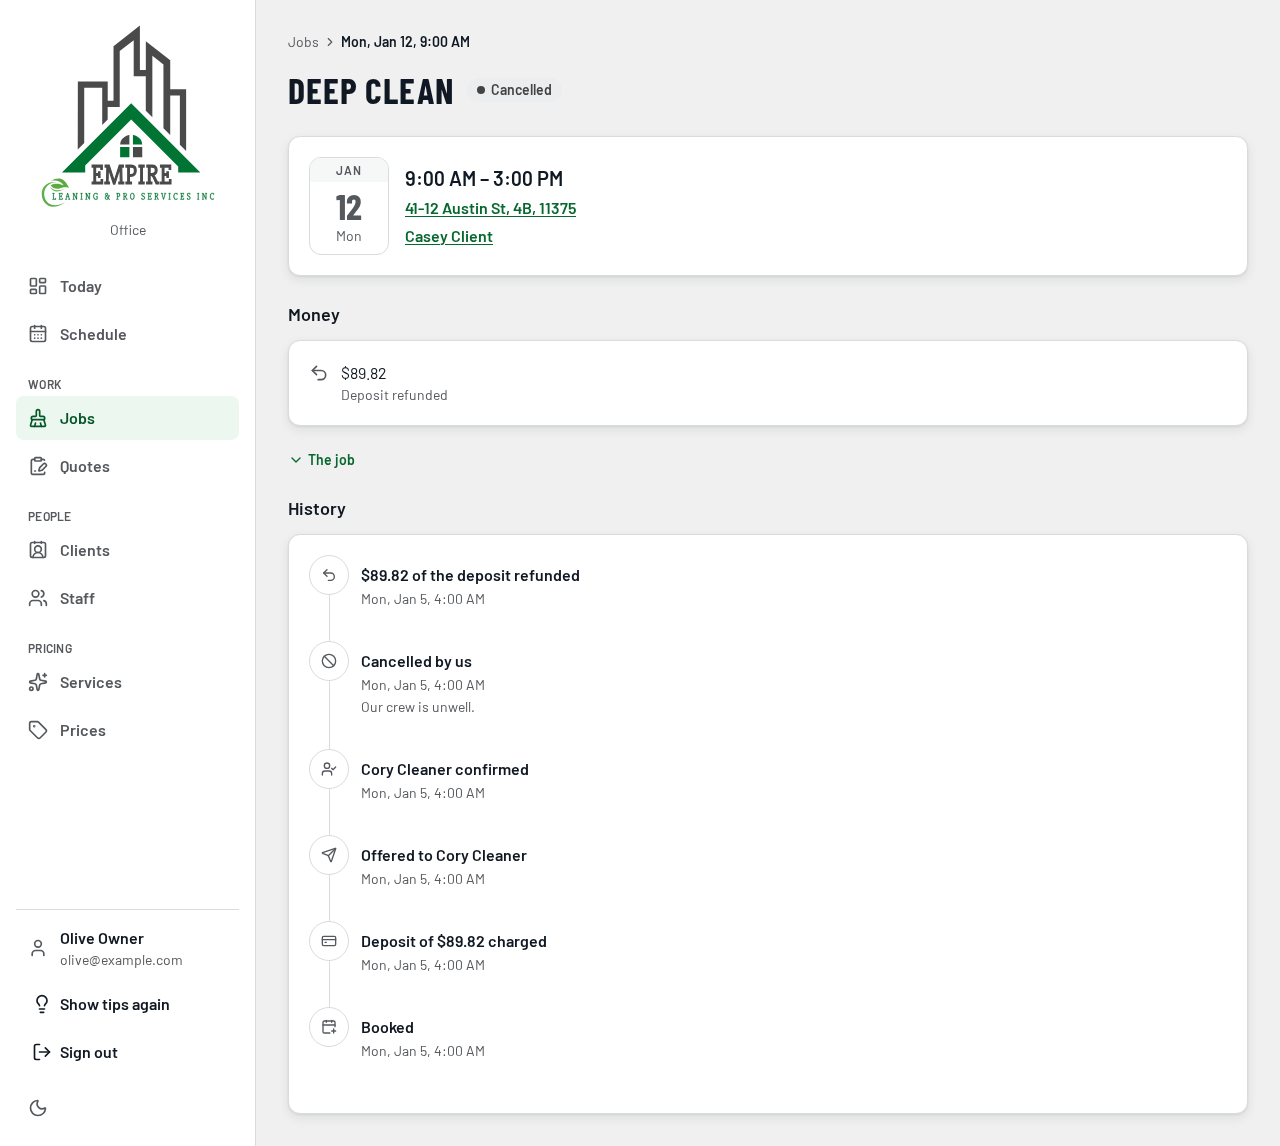 EMPIRE
LEANING & PRO SERVICES INC
Office
Today
Schedule
WORK
Jobs
Quotes
PEOPLE
Clients
Staff
PRICING
Services
Prices
Olive Owner
olive@example.com
Show tips again
Sign out
Jobs > Mon, Jan 12, 9:00 AM
DEEP CLEAN
Cancelled
JAN
12
Mon
9:00 AM – 3:00 PM
41-12 Austin St, 4B, 11375
Casey Client
Money
$89.82
Deposit refunded
The job
History
$89.82 of the deposit refunded
Mon, Jan 5, 4:00 AM
Cancelled by us
Mon, Jan 5, 4:00 AM
Our crew is unwell.
Cory Cleaner confirmed
Mon, Jan 5, 4:00 AM
Offered to Cory Cleaner
Mon, Jan 5, 4:00 AM
Deposit of $89.82 charged
Mon, Jan 5, 4:00 AM
Booked
Mon, Jan 5, 4:00 AM